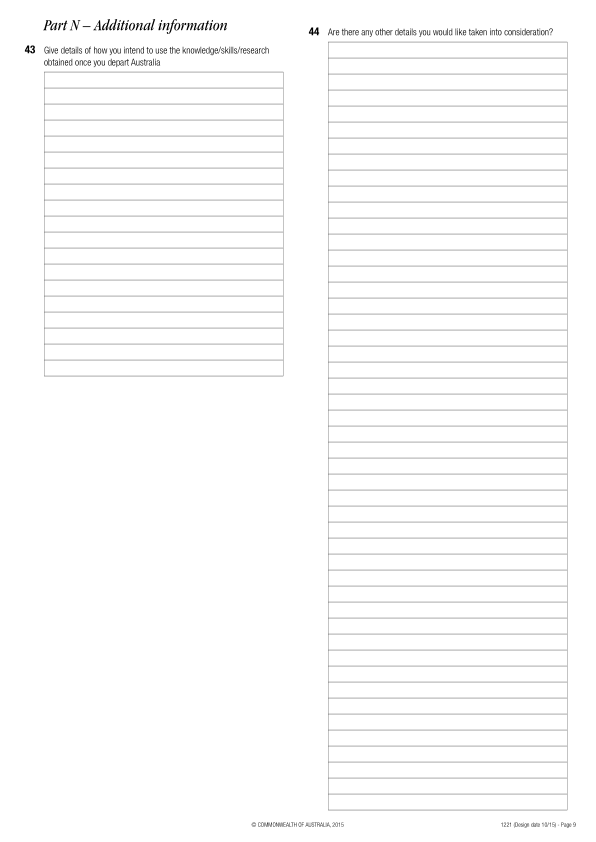 Part N – Additional information
43 Give details of how you intend to use the knowledge/skills/research
obtained once you depart Australia
44 Are there any other details you would like taken into consideration?
© COMMONWEALTH OF AUSTRALIA, 2015
1221 (Design date 10/15) - Page 9